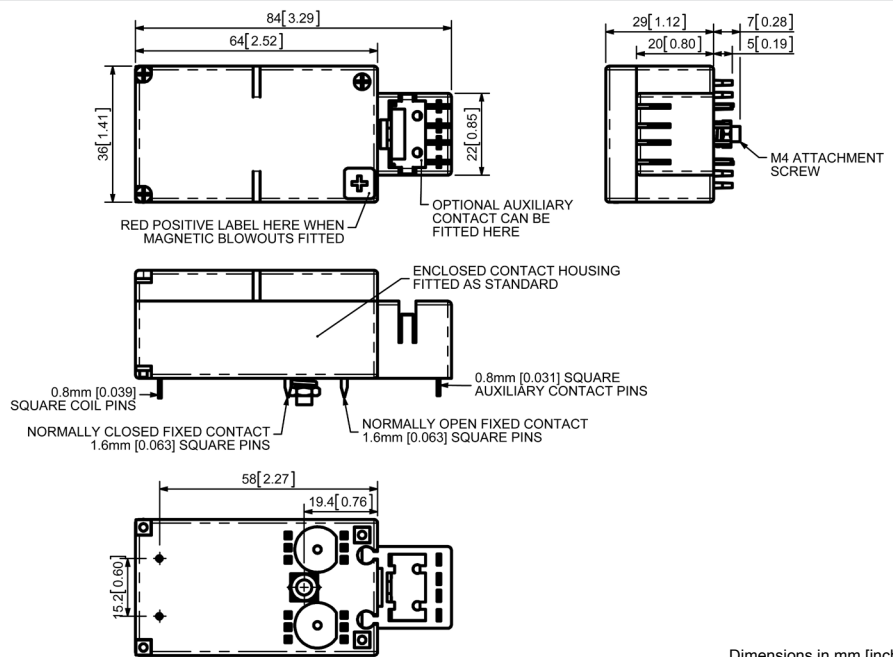 84[3.29]
64[2.52]
36[1.41]
22[0.85]
29[1.12]
7[0.28]
20[0.80]
5[0.19]
M4 ATTACHMENT
SCREW
RED POSITIVE LABEL HERE WHEN
MAGNETIC BLOWOUTS FITTED
OPTIONAL AUXILIARY
CONTACT CAN BE
FITTED HERE
ENCLOSED CONTACT HOUSING
FITTED AS STANDARD
0.8mm [0.039]
SQUARE COIL PINS
0.8mm [0.031] SQUARE
AUXILIARY CONTACT PINS
NORMALLY CLOSED FIXED CONTACT
1.6mm [0.063] SQUARE PINS
NORMALLY OPEN FIXED CONTACT
1.6mm [0.063] SQUARE PINS
58[2.27]
19.4[0.76]
15.2[0.60]
Dimensions in mm